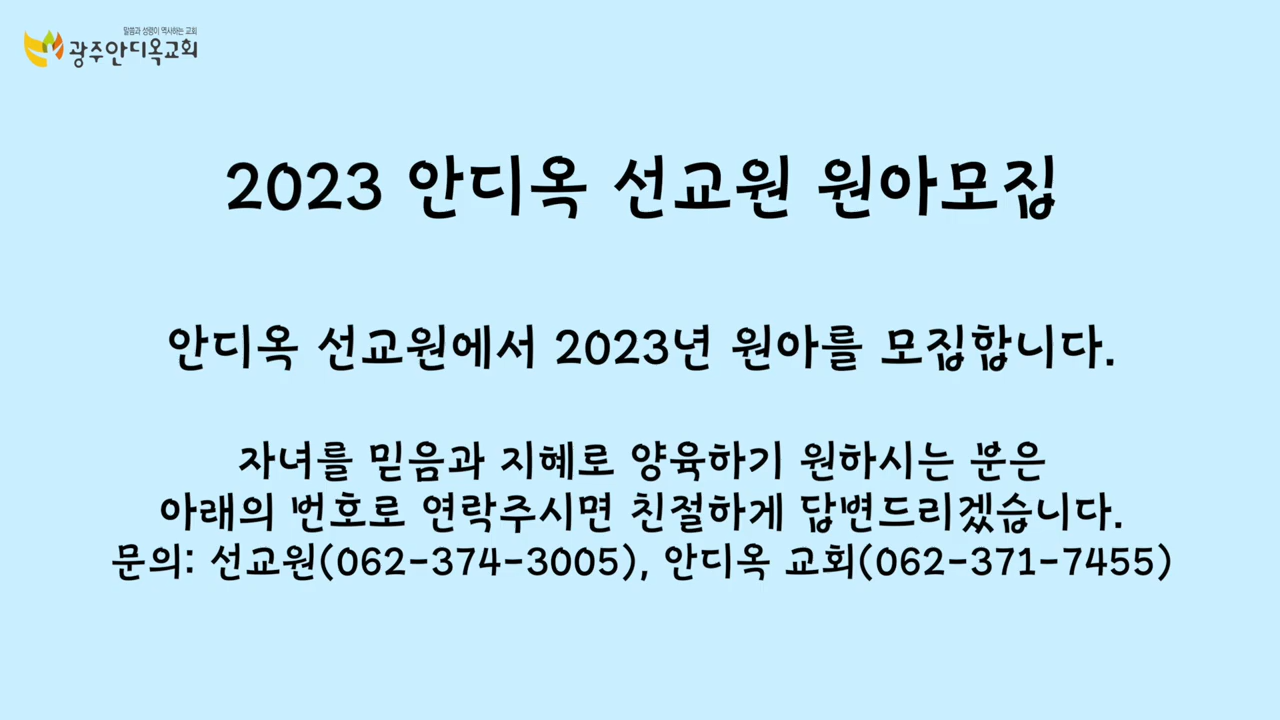 말씀과 성령이 역사하는 교회
광주안디옥교회
2023 안디옥 선교원 원아모집
안디옥 선교원에서 2023년 원아를 모집합니다.
자녀를 믿음과 지혜로 양육하기 원하시는 분은
아래의 번호로 연락주시면 친절하게 답변드리겠습니다.
문의: 선교원(062-374-3005), 안디옥 교회(062-371-7455)